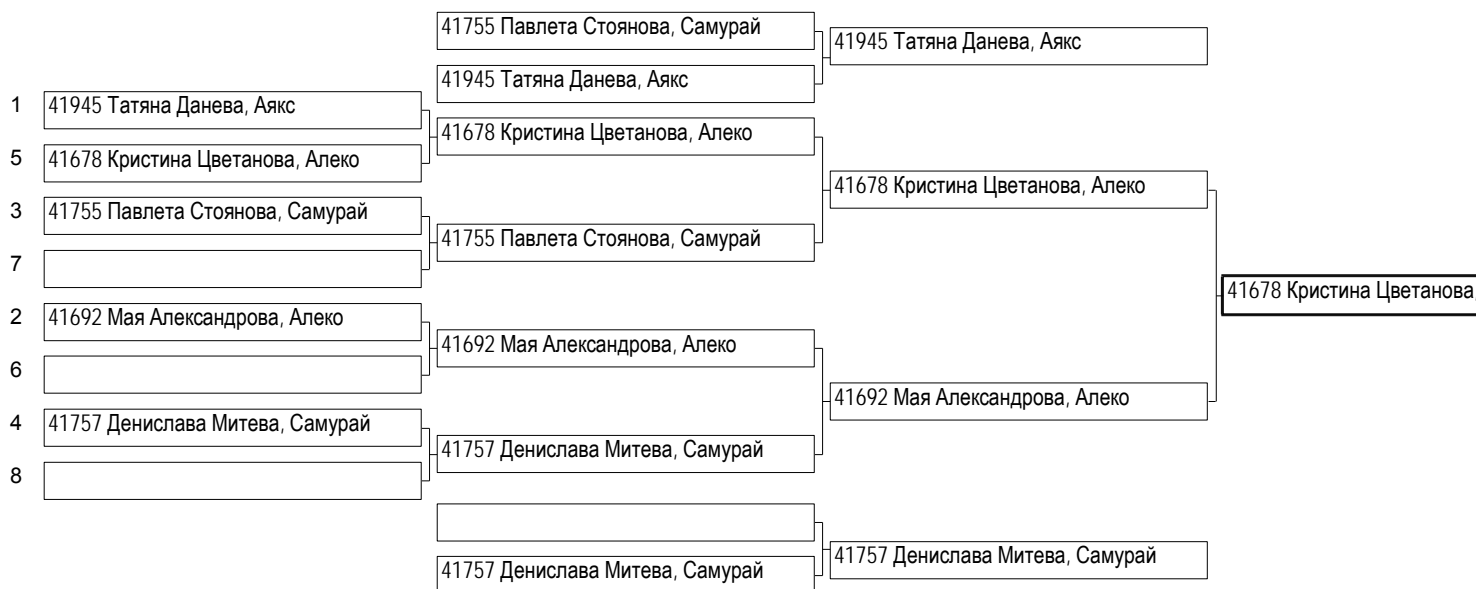 41755 Павлета Стоянова, Самурай
41945 Татяна Данева, Аякс
41945 Татяна Данева, Аякс
1 41945 Татяна Данева, Аякс
41678 Кристина Цветанова, Алеко
5 41678 Кристина Цветанова, Алеко
41678 Кристина Цветанова, Алеко
3 41755 Павлета Стоянова, Самурай
41755 Павлета Стоянова, Самурай
7
41678 Кристина Цветанова,
2 41692 Мая Александрова, Алеко
41692 Мая Александрова, Алеко
6
41692 Мая Александрова, Алеко
4 41757 Денислава Митева, Самурай
41757 Денислава Митева, Самурай
8
41757 Денислава Митева, Самурай
41757 Денислава Митева, Самурай